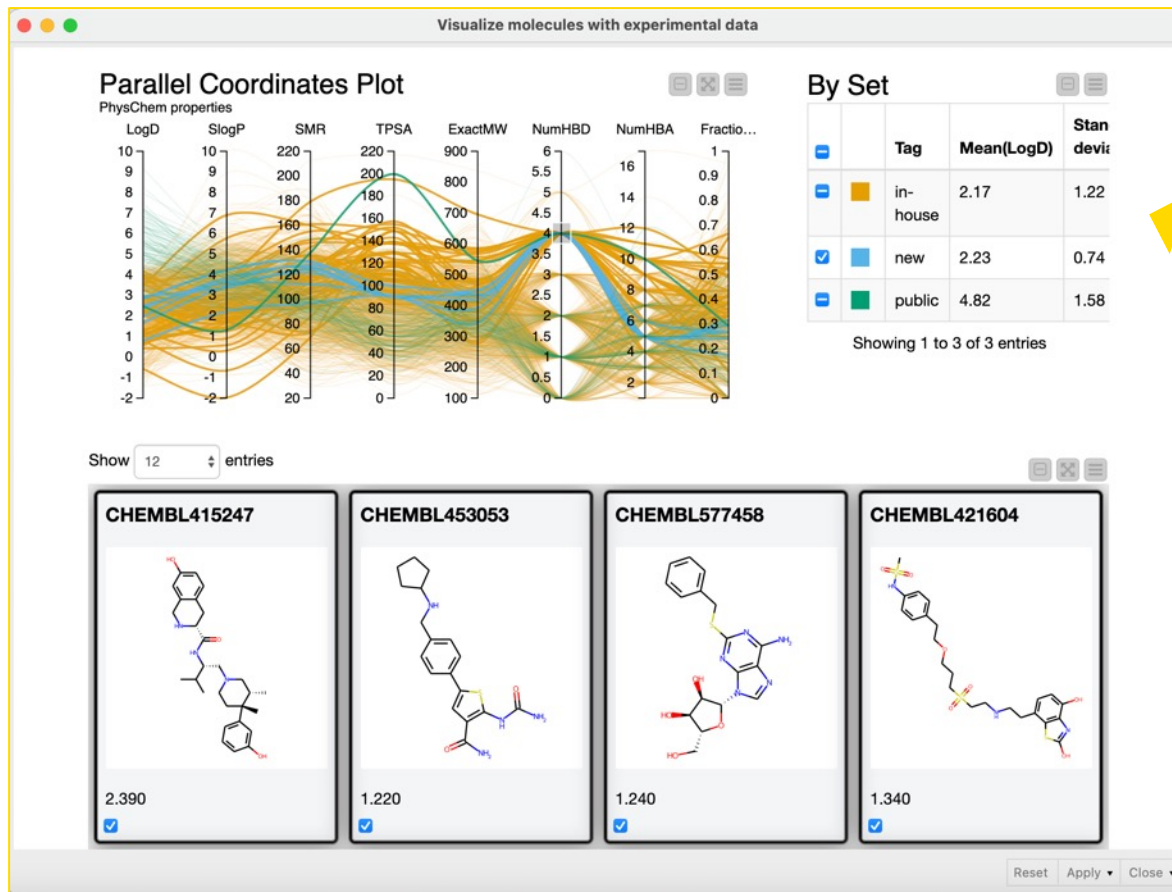 Visualize molecules with experimental data
Parallel Coordinates Plot
PhysChem properties
LogD SlogP SMR TPSA ExactMW NumHBD NumHBA Fractio...
10 9 8 7 6 5 4 3 2 1 0 -1 -2
10 9 8 7 6 5 4 3 2 1 0 -1 -2
220 200 180 160 140 120 100 80 60 40 20
220 200 180 160 140 120 100 80 60 40 20 0
900 800 700 600 500 400 300 200 100
6 5.5 5 4.5 4 3.5 3 2.5 2 1.5 1 0.5 0
16 14 12 10 8 6 4 2
1 0.9 0.8 0.7 0.6 0.5 0.4 0.3 0.2 0.1 0
By Set
Tag Mean(LogD) Stan devia
in-house 2.17 1.22
new 2.23 0.74
public 4.82 1.58
Showing 1 to 3 of 3 entries
Show 12 entries
CHEMBL415247 CHEMBL453053 CHEMBL577458 CHEMBL421604
2.390 1.220 1.240 1.340
Reset Apply Close